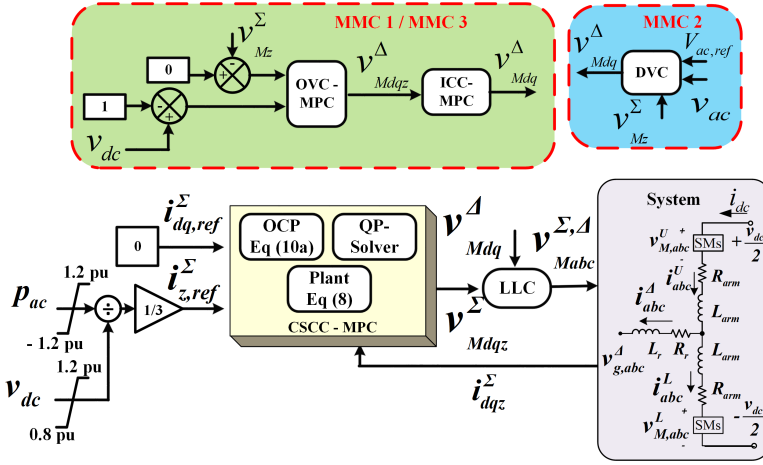 MMC 1 / MMC 3
v^Σ_Mz
0
- +
1
- +
v_dc
OVC - MPC
v^Δ_Mdqz
ICC- MPC
v^Δ_Mdq
MMC 2
v^Δ_Mdq
DVC
V_ac,ref
v_ac
v^Σ_Mz
i^Σ_dq,ref
0
p_ac
1.2 pu
- 1.2 pu
÷
1/3
i^Σ_z,ref
v_dc
1.2 pu
0.8 pu
OCP
Eq (10a)
QP-
Solver
Plant
Eq (8)
CSCC - MPC
v^Δ_Mdq
v^Σ_Mdqz
LLC
v^Σ,Δ_Mabc
i^Σ_dqz
System
i_dc
v^U_M,abc
+
-
SMs
+ v_dc/2
i^U_abc
R_arm
L_arm
i^Δ_abc
v^Δ_g,abc
L_r
R_r
L_arm
i^L_abc
R_arm
v^L_M,abc
+
-
SMs
- v_dc/2